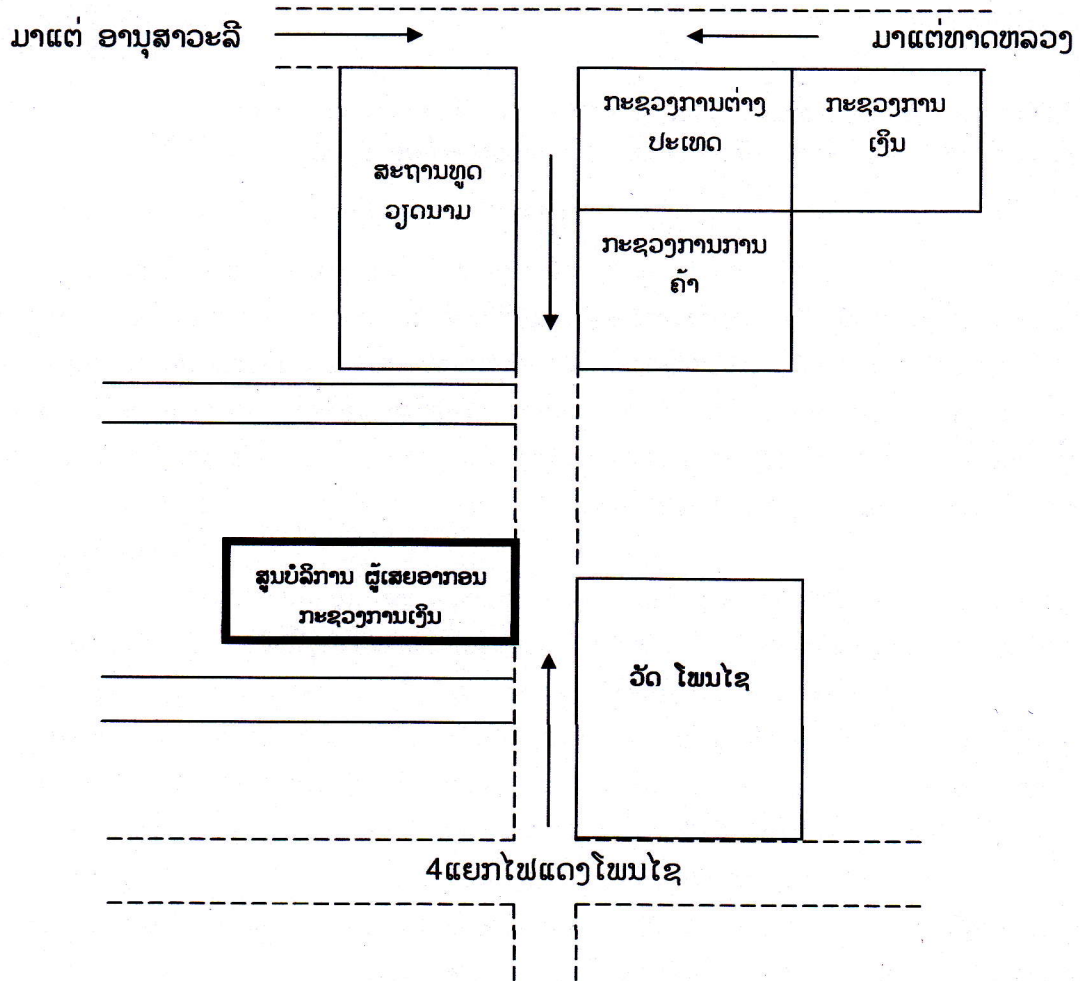 ມາແຕ່ ອານຸສາວະລີ
ມາແຕ່ທາດຫລວງ
ກະຊວງການຕ່າງ
ປະເທດ
ກະຊວງການ
ເງິນ
ສະຖານທູດ
ວຽດນາມ
ກະຊວງການການ
ຄ້າ
ສູນບໍລິການ ຜູ້ເສຍອາກອນ
ກະຊວງການເງິນ
ວັດ ໂພນໄຊ
4ແຍກໄຟແດງໂພນໄຊ